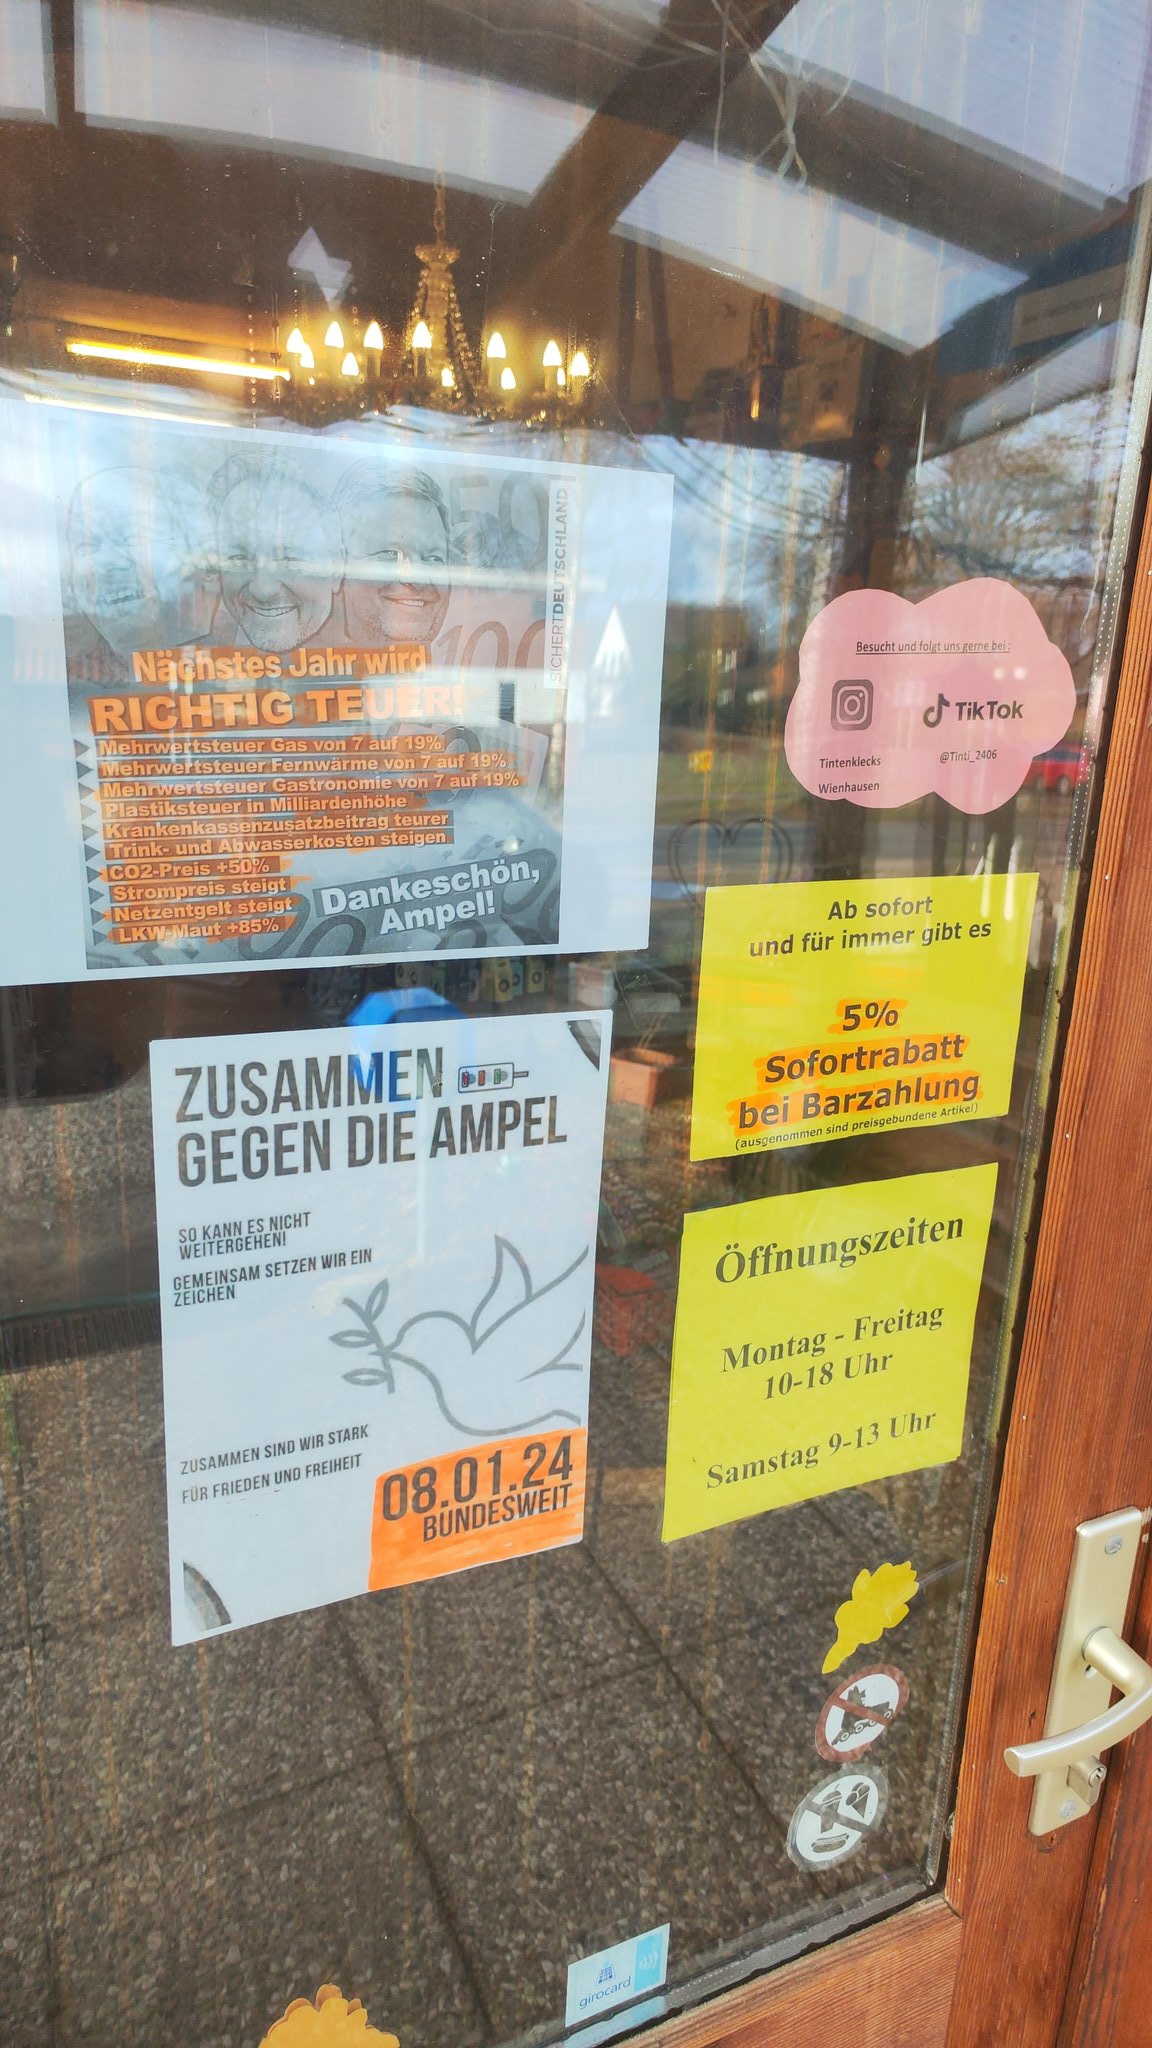 50
100
SICHERTDEUTSCHLAND
Nächstes Jahr wird
RICHTIG TEUER!
Mehrwertsteuer Gas von 7 auf 19%
Mehrwertsteuer Fernwärme von 7 auf 19%
Mehrwertsteuer Gastronomie von 7 auf 19%
Plastiksteuer in Milliardenhöhe
Krankenkassenzusatzbeitrag teurer
Trink- und Abwasserkosten steigen
CO2-Preis +50%
Strompreis steigt
Netzentgelt steigt
LKW-Maut +85%
Dankeschön,
Ampel!
Besucht und folgt uns gerne bei :
TikTok
Tintenklecks
Wienhausen
@Tinti_2406
Ab sofort
und für immer gibt es
5%
Sofortrabatt
bei Barzahlung
(ausgenommen sind preisgebundene Artikel)
ZUSAMMEN
GEGEN DIE AMPEL
SO KANN ES NICHT
WEITERGEHEN!
GEMEINSAM SETZEN WIR EIN
ZEICHEN
ZUSAMMEN SIND WIR STARK
FÜR FRIEDEN UND FREIHEIT
08.01.24
BUNDESWEIT
Öffnungszeiten
Montag - Freitag
10-18 Uhr
Samstag 9-13 Uhr
girocard